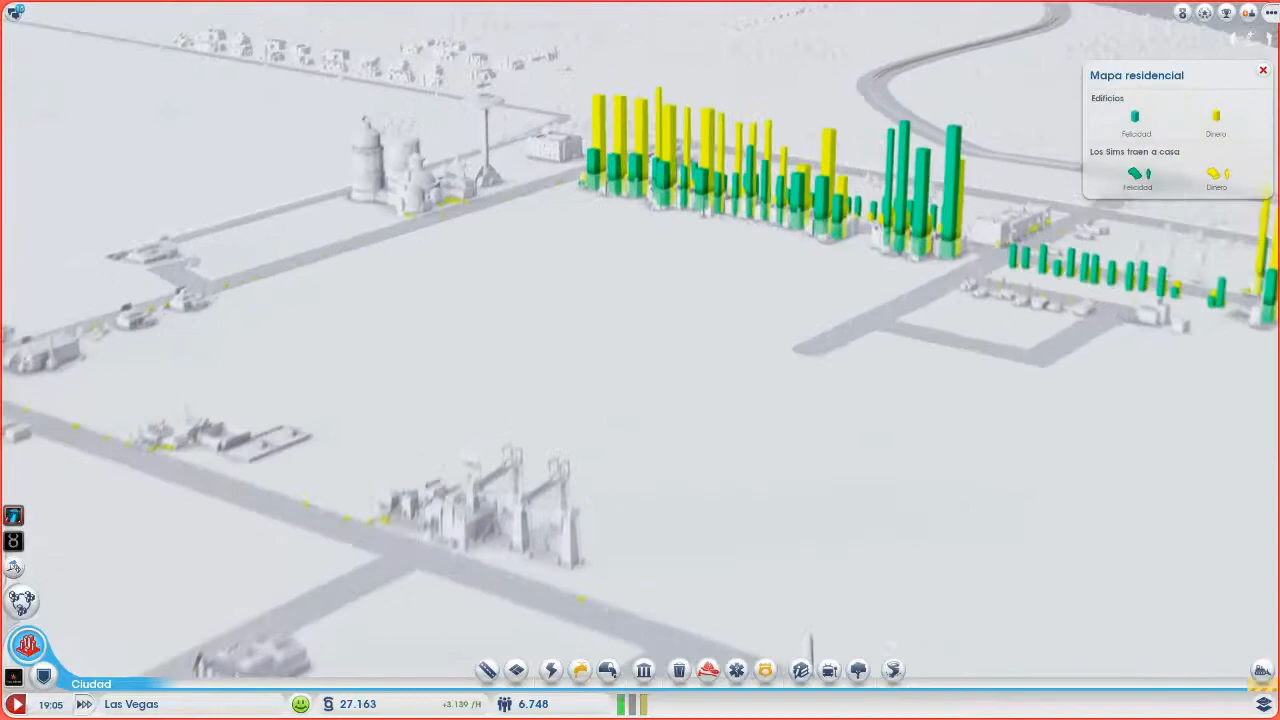 Mapa residencial
Edificios
Felicidad
Dinero
Los Sims traen a casa
Felicidad
Dinero
Ciudad
19:05
Las Vegas
27.163
+3.139 /H
6.748